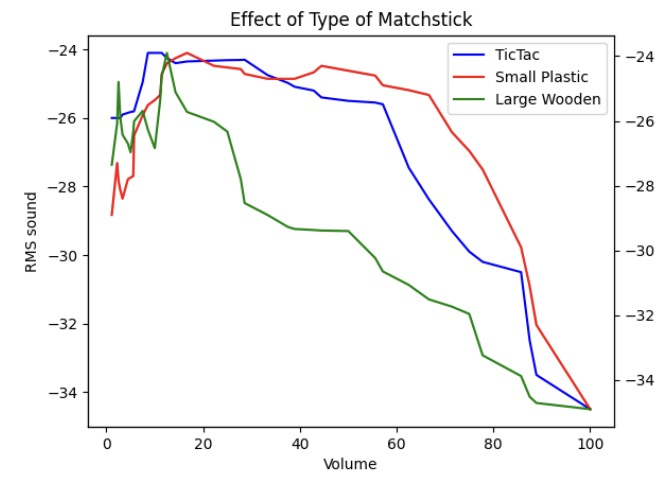 Effect of Type of Matchstick
−24
−26
−28
−30
−32
−34
RMS sound
TicTac
Small Plastic
Large Wooden
−24
−26
−28
−30
−32
−34
0 20 40 60 80 100
Volume